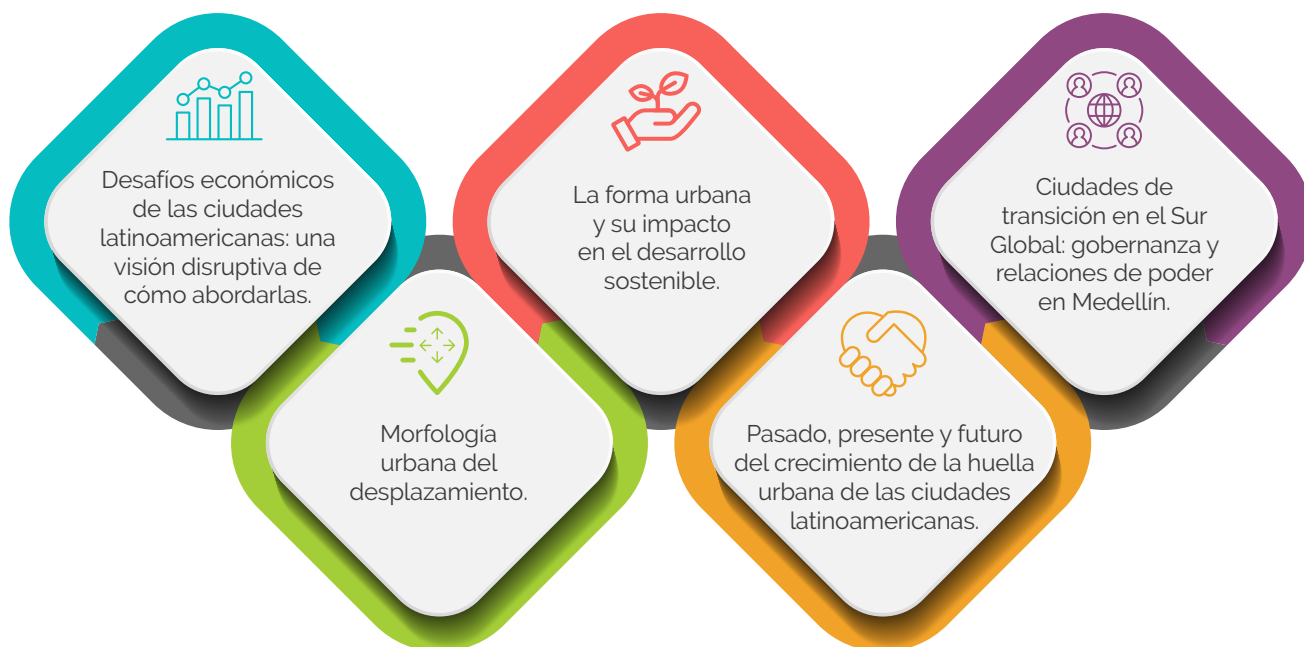 Desafíos económicos
de las ciudades
latinoamericanas: una
visión disruptiva de
cómo abordarlas.
Morfología
urbana del
desplazamiento.
La forma urbana
y su impacto
en el desarrollo
sostenible.
Pasado, presente y futuro
del crecimiento de la huella
urbana de las ciudades
latinoamericanas.
Ciudades de
transición en el Sur
Global: gobernanza y
relaciones de poder
en Medellín.